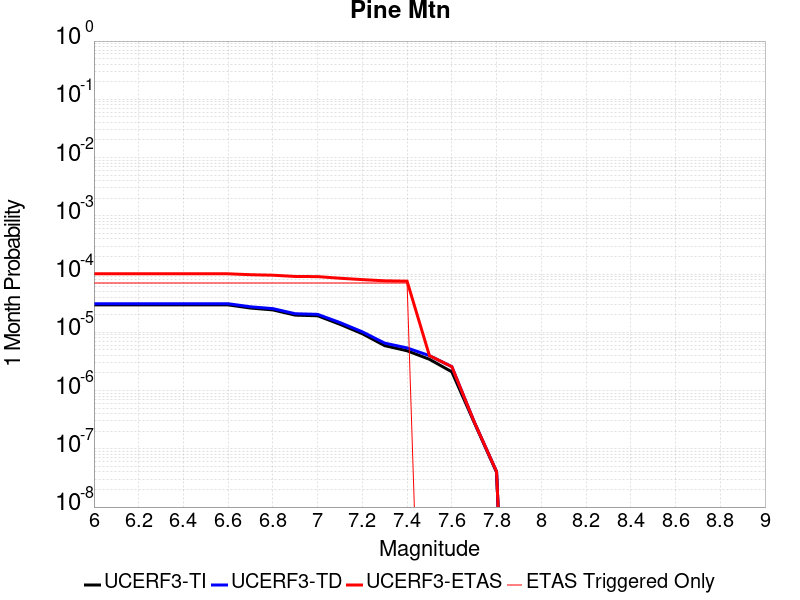 Pine Mtn
10^0
10^-1
10^-2
10^-3
10^-4
10^-5
10^-6
10^-7
10^-8
1 Month Probability
6 6.2 6.4 6.6 6.8 7 7.2 7.4 7.6 7.8 8 8.2 8.4 8.6 8.8 9
Magnitude
UCERF3-TI UCERF3-TD UCERF3-ETAS ETAS Triggered Only